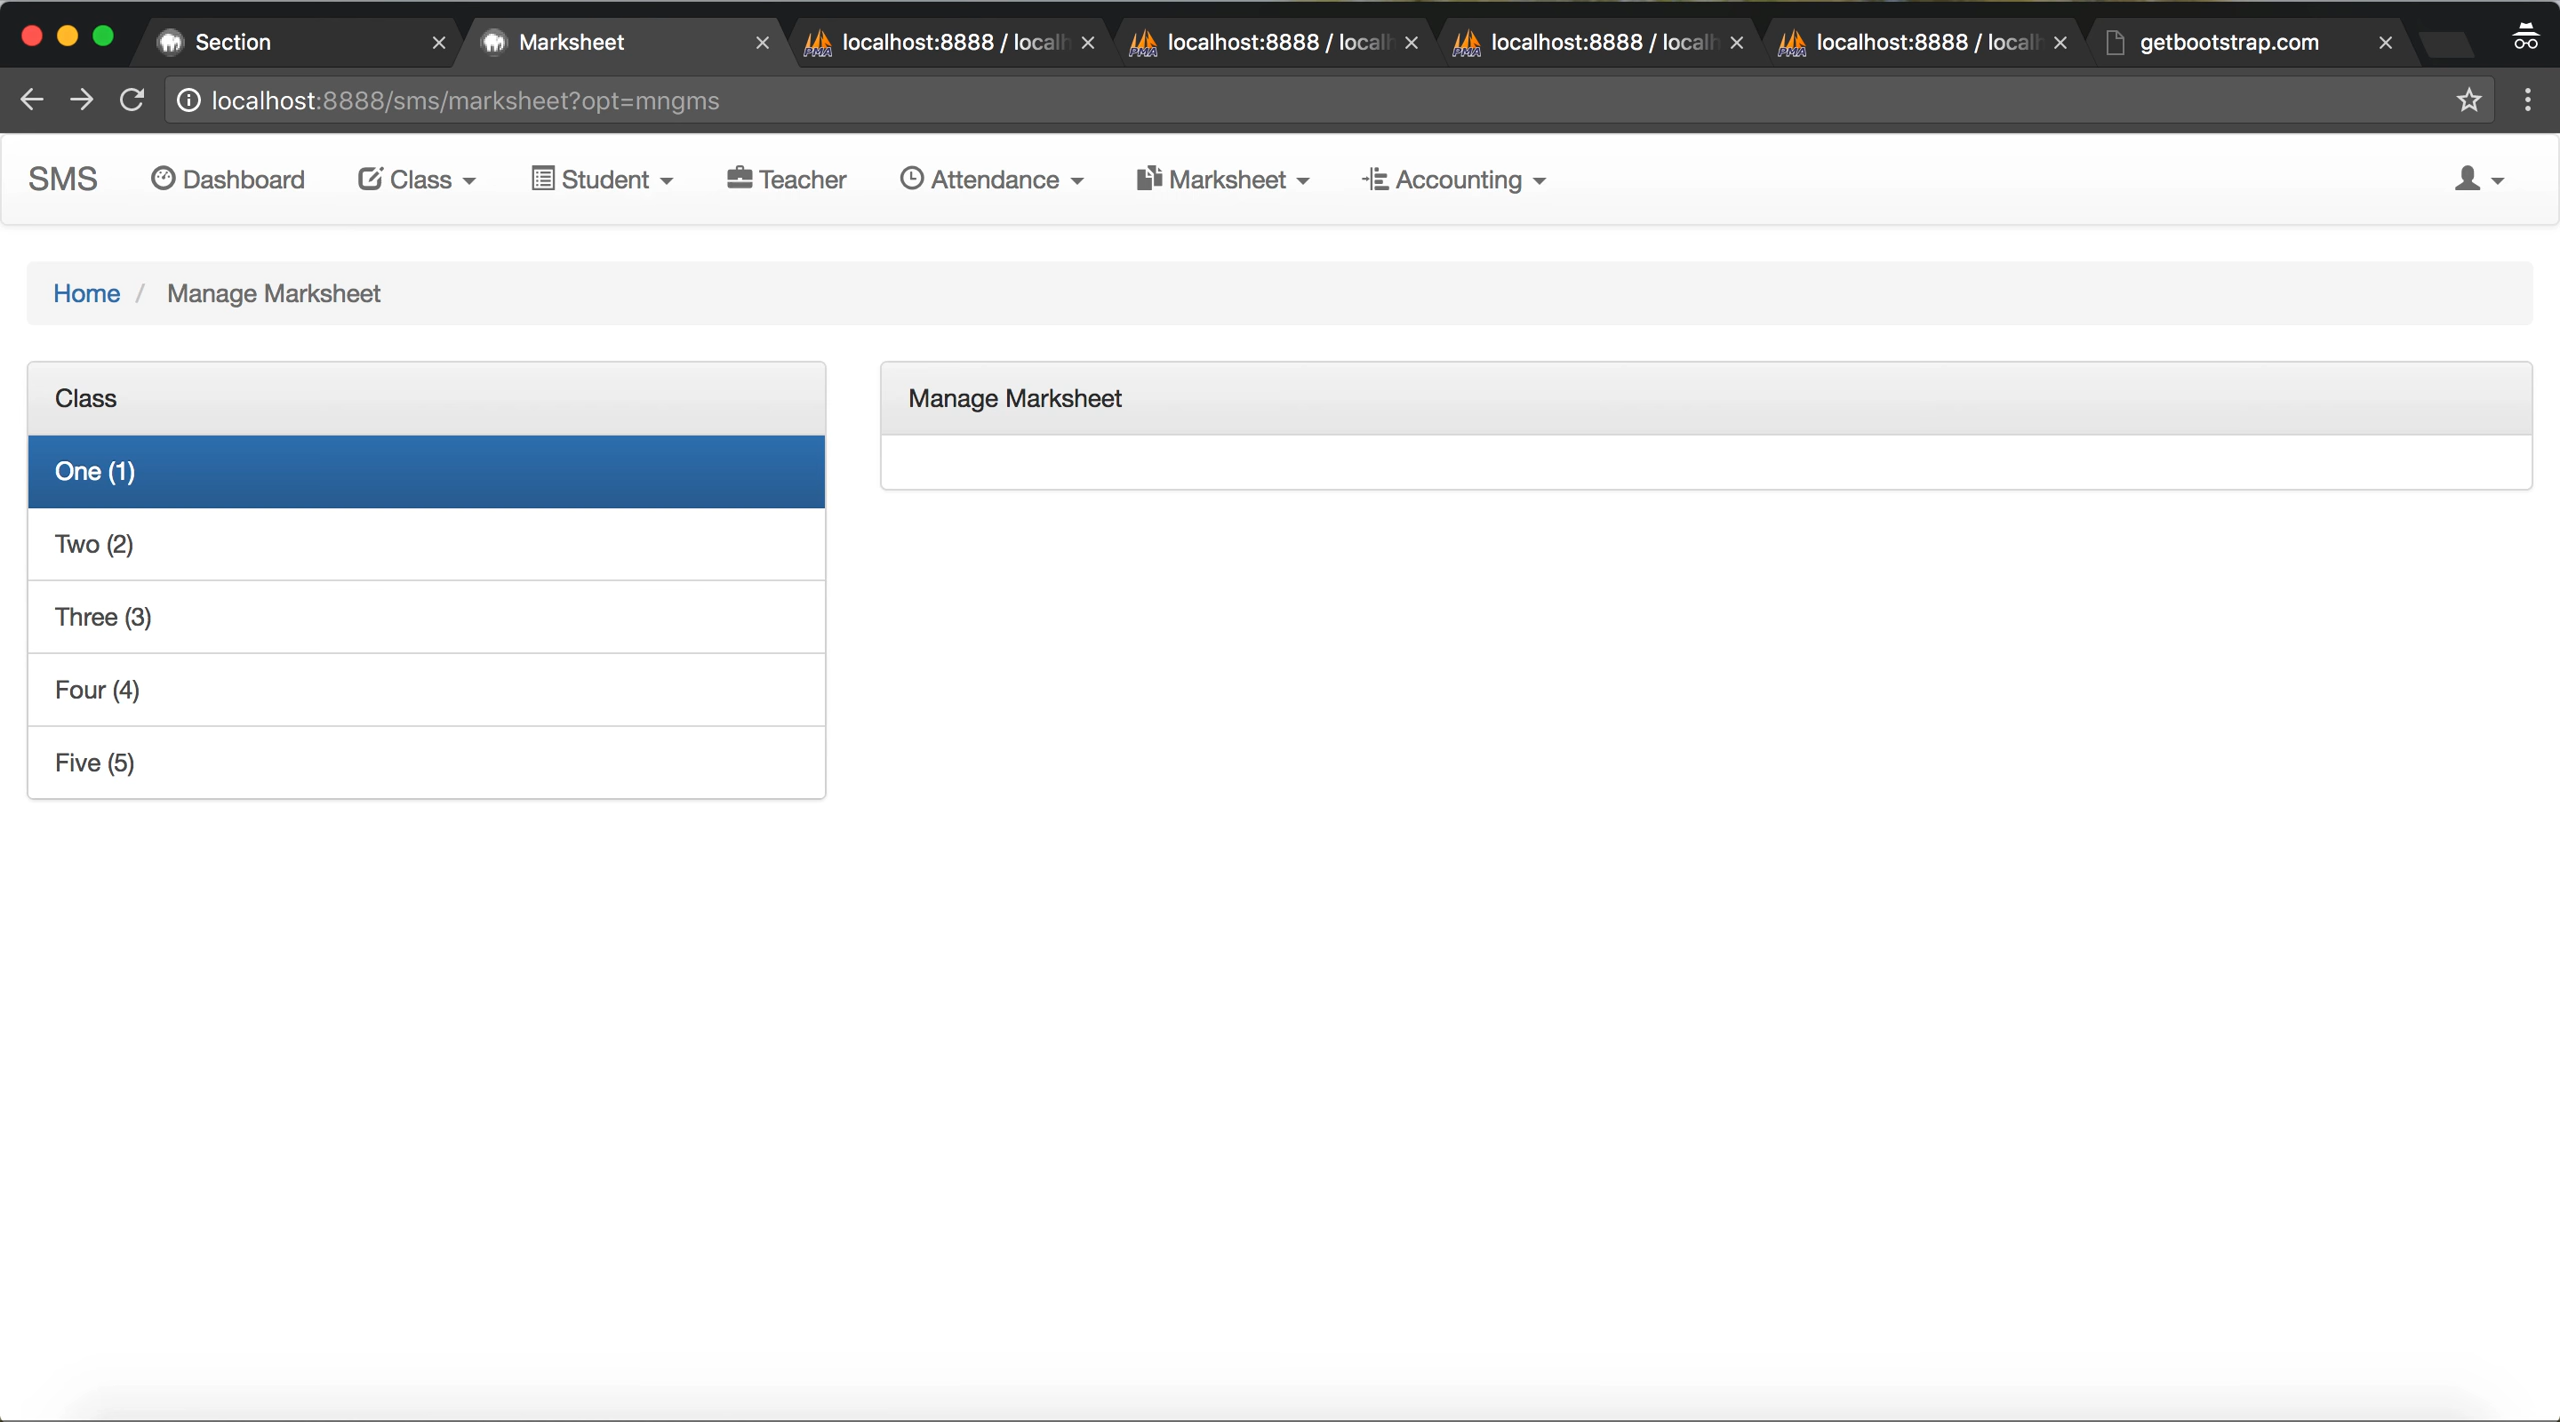 Section
Marksheet
localhost:8888 / localh
localhost:8888 / localh
localhost:8888 / localh
localhost:8888 / localh
getbootstrap.com
localhost:8888/sms/marksheet?opt=mngms
SMS Dashboard Class Student Teacher Attendance Marksheet Accounting
Home / Manage Marksheet
Class
One (1)
Two (2)
Three (3)
Four (4)
Five (5)
Manage Marksheet